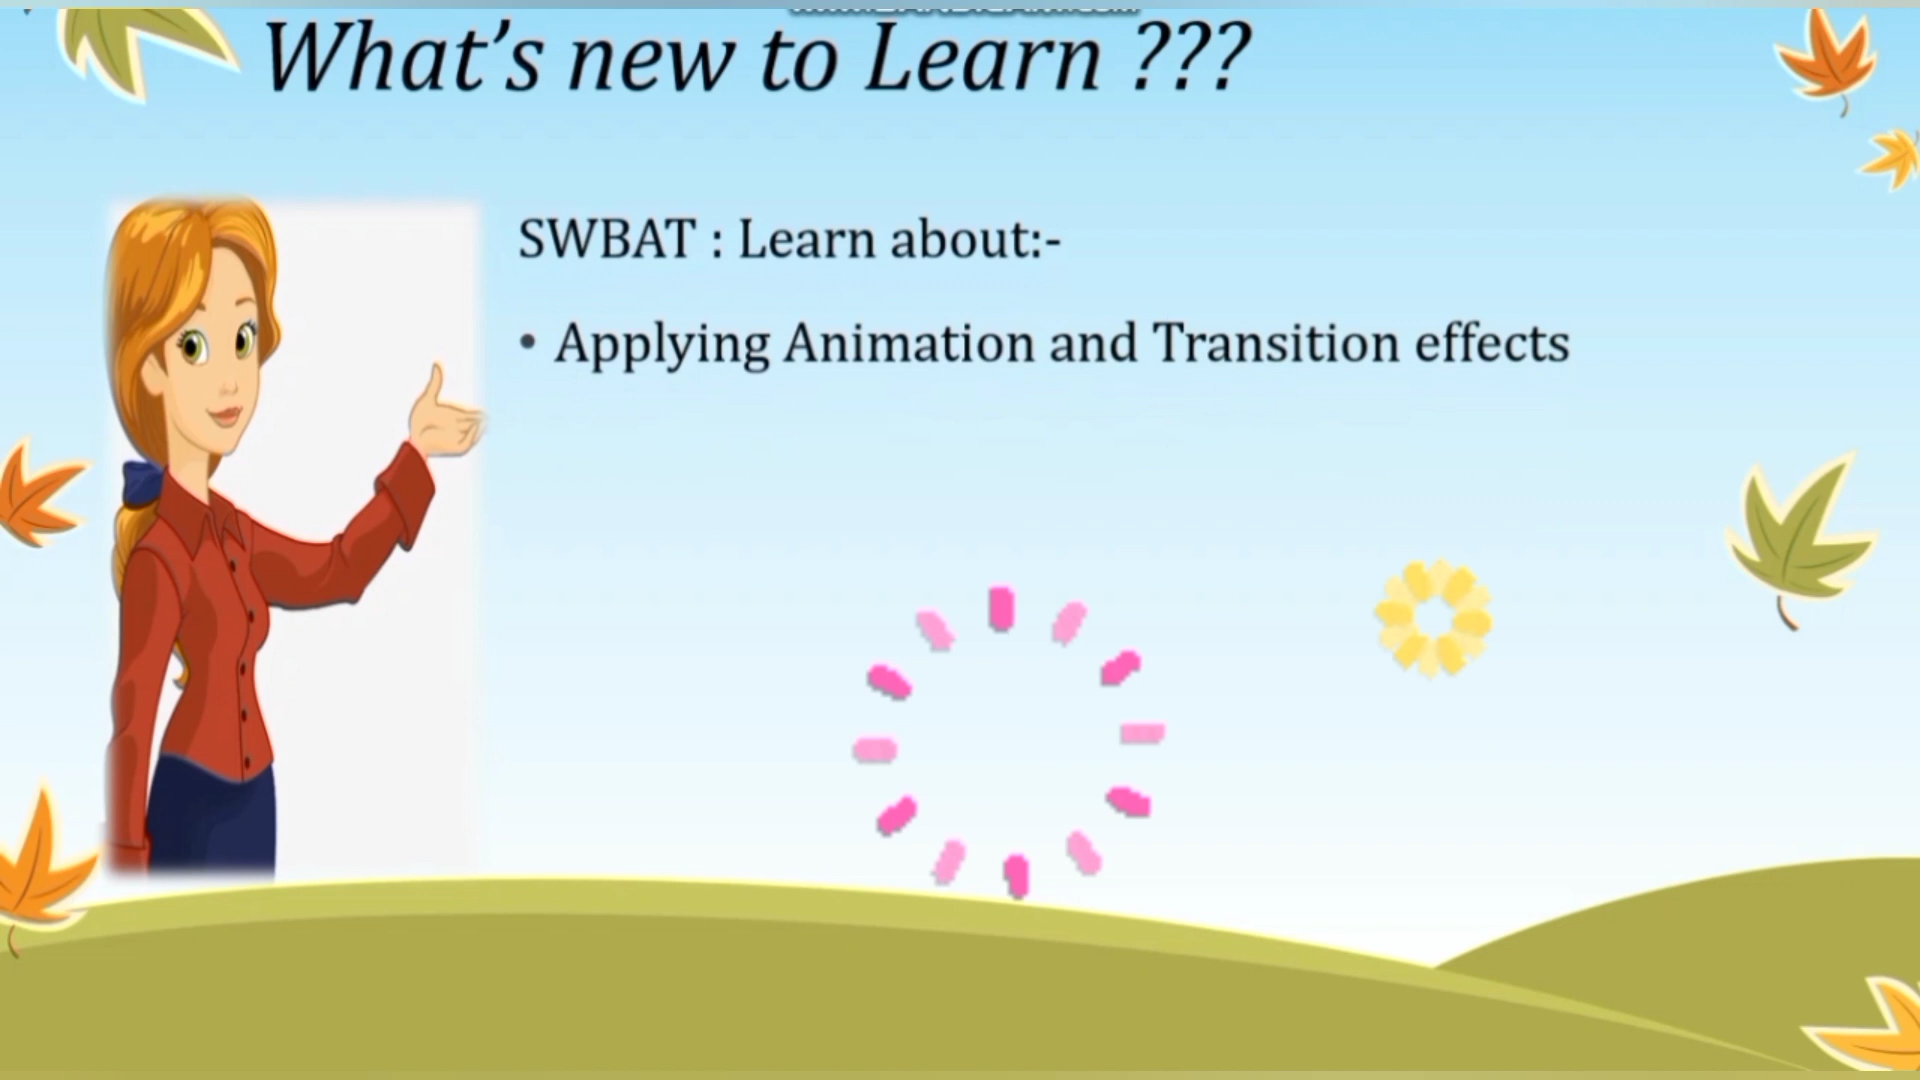 What's new to Learn ???
SWBAT : Learn about:-
• Applying Animation and Transition effects